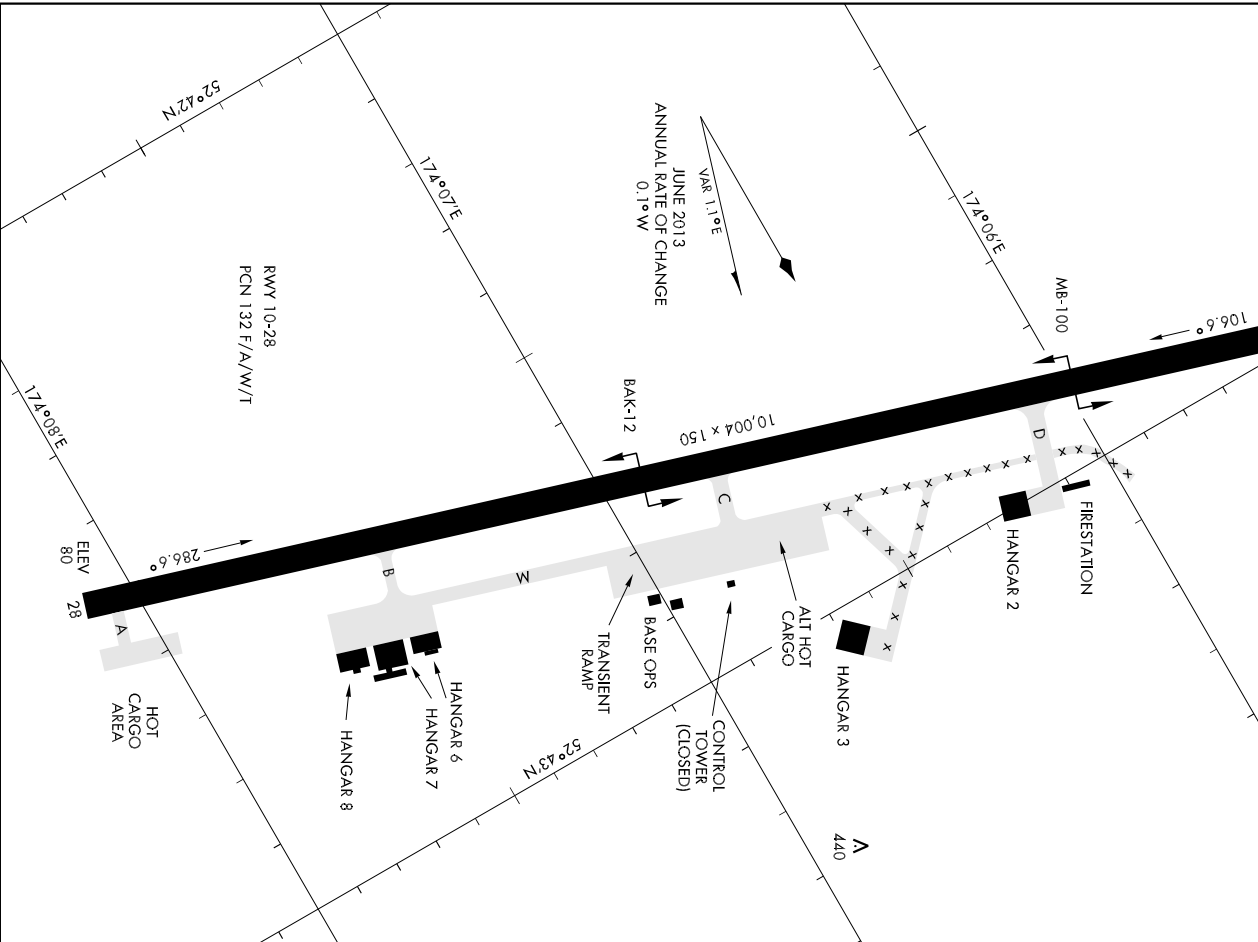 52°42'N
174°07'E
JUNE 2013
ANNUAL RATE OF CHANGE
0.1°W
VAR 1.1°E
174°06'E
MB-100
106.6°
RWY 10-28
PCN 132 F/A/W/T
BAK-12
10,004 x 150
D
FIRESTATION
HANGAR 2
C
174°08'E
ELEV
80
28
286.6°
A
B
W
HOT
CARGO
AREA
HANGAR 8
HANGAR 7
HANGAR 6
TRANSIENT
RAMP
BASE OPS
ALT HOT
CARGO
HANGAR 3
CONTROL
TOWER
(CLOSED)
52°43'N
440